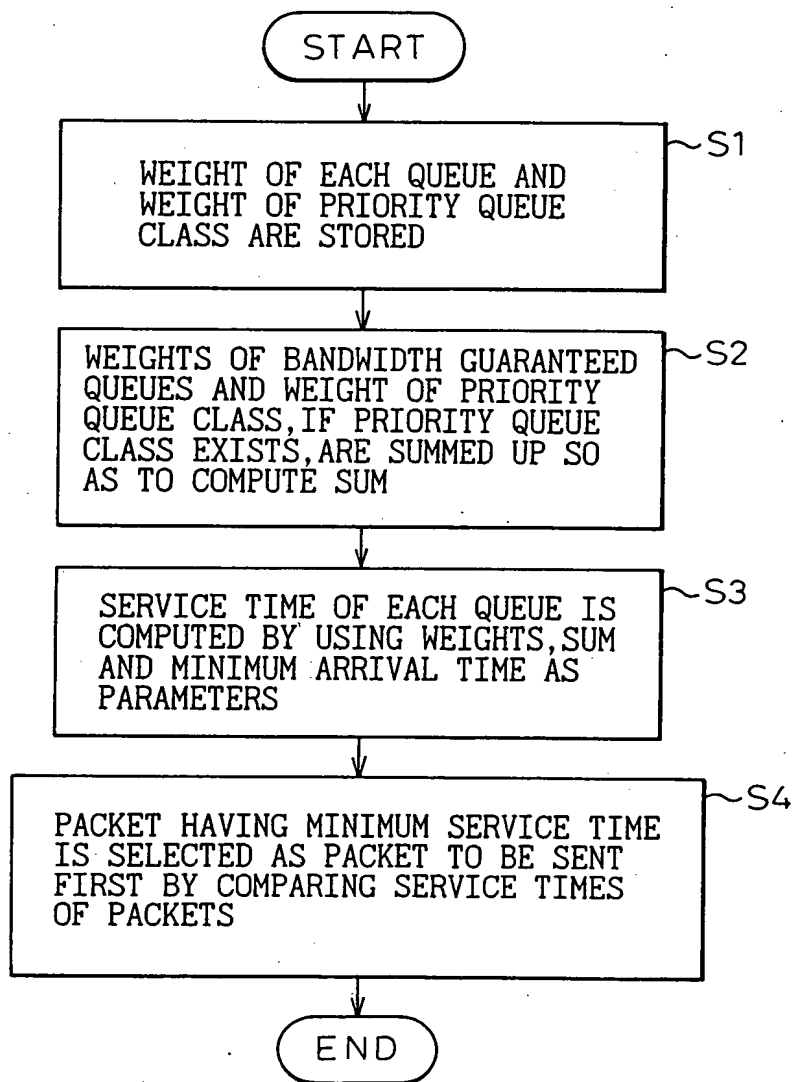 START
S1
WEIGHT OF EACH QUEUE AND
WEIGHT OF PRIORITY QUEUE
CLASS ARE STORED
S2
WEIGHTS OF BANDWIDTH GUARANTEED
QUEUES AND WEIGHT OF PRIORITY
QUEUE CLASS, IF PRIORITY QUEUE
CLASS EXISTS, ARE SUMMED UP SO
AS TO COMPUTE SUM
S3
SERVICE TIME OF EACH QUEUE IS
COMPUTED BY USING WEIGHTS, SUM
AND MINIMUM ARRIVAL TIME AS
PARAMETERS
S4
PACKET HAVING MINIMUM SERVICE TIME
IS SELECTED AS PACKET TO BE SENT
FIRST BY COMPARING SERVICE TIMES
OF PACKETS
END